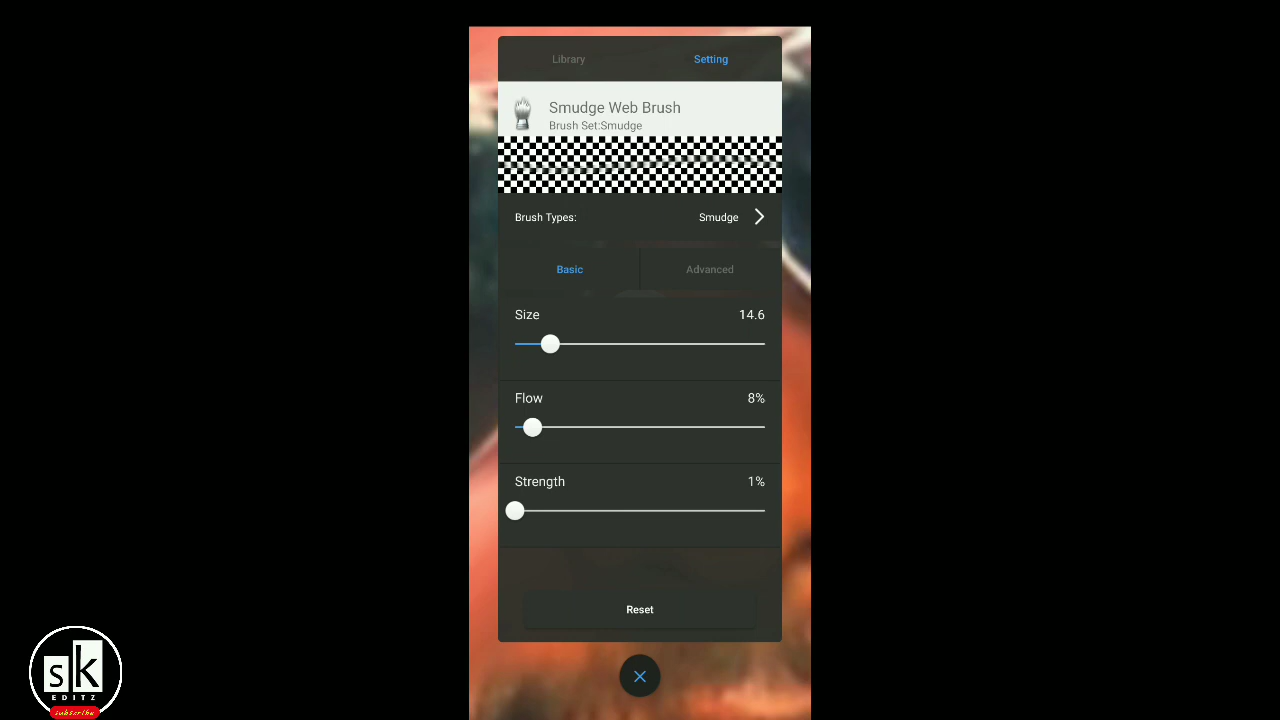 Library
Setting
Smudge Web Brush
Brush Set:Smudge
Brush Types:
Smudge
Basic
Advanced
Size
14.6
Flow
8%
Strength
1%
Reset
sk
EDITZ
subscribe